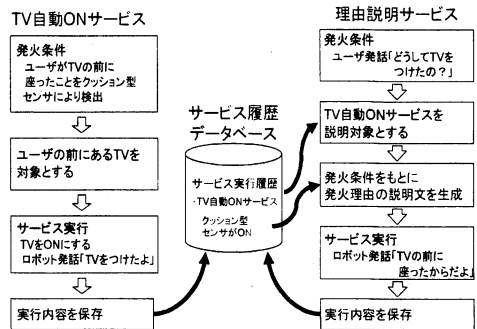 TV自動ONサービス
発火条件
ユーザがTVの前に
座ったことをクッション型
センサにより検出
ユーザの前にあるTVを
対象とする
サービス実行
TVをONにする
ロボット発話「TVをつけたよ」
実行内容を保存
サービス履歴
データベース
サービス実行履歴
・TV自動ONサービス
クッション型
センサがON
理由説明サービス
発火条件
ユーザ発話「どうしてTVを
つけたの？」
TV自動ONサービスを
説明対象とする
発火条件をもとに
発火理由の説明文を生成
サービス実行
ロボット発話「TVの前に
座ったからだよ」
実行内容を保存